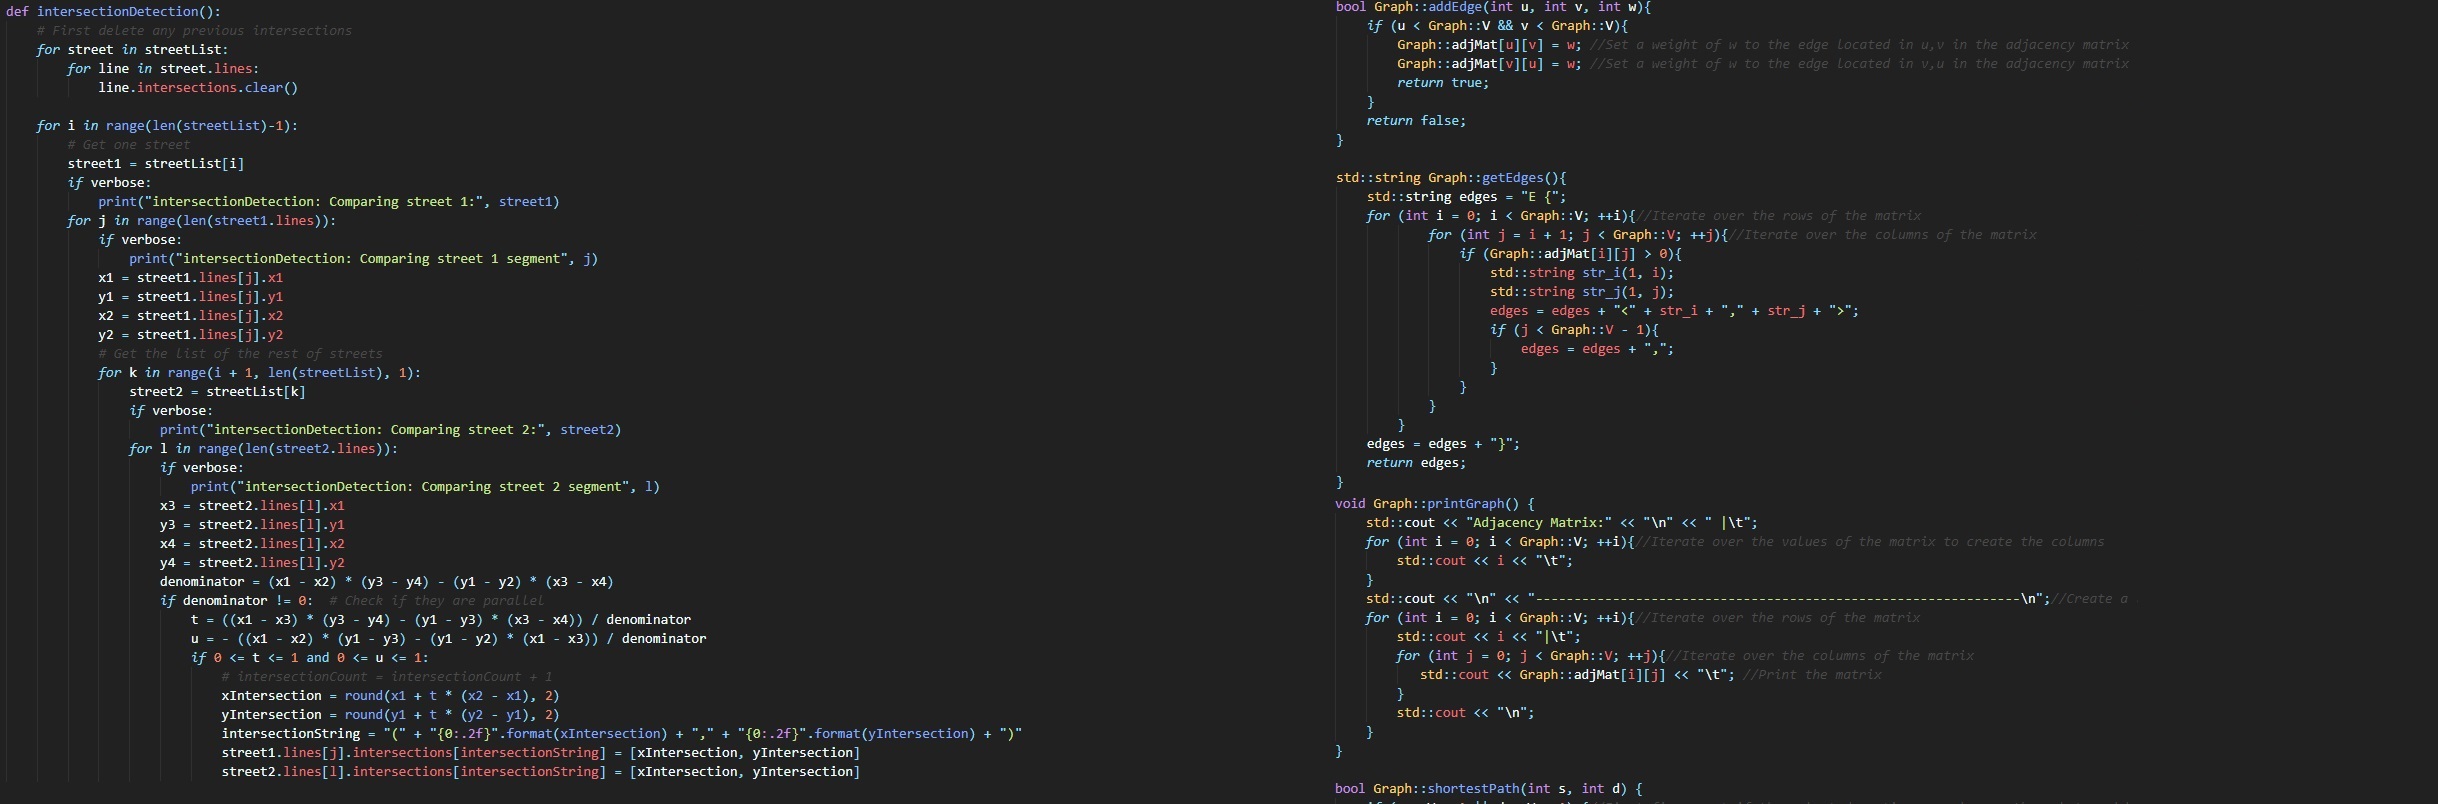 def intersectionDetection():
    # First delete any previous intersections
    for street in streetList:
        for line in street.lines:
            line.intersections.clear()

    for i in range(len(streetList)-1):
        # Get one street
        street1 = streetList[i]
        if verbose:
            print("intersectionDetection: Comparing street 1:", street1)
        for j in range(len(street1.lines)):
            if verbose:
                print("intersectionDetection: Comparing street 1 segment", j)
            x1 = street1.lines[j].x1
            y1 = street1.lines[j].y1
            x2 = street1.lines[j].x2
            y2 = street1.lines[j].y2
            # Get the list of the rest of streets
            for k in range(i + 1, len(streetList), 1):
                street2 = streetList[k]
                if verbose:
                    print("intersectionDetection: Comparing street 2:", street2)
                for l in range(len(street2.lines)):
                    if verbose:
                        print("intersectionDetection: Comparing street 2 segment", l)
                    x3 = street2.lines[l].x1
                    y3 = street2.lines[l].y1
                    x4 = street2.lines[l].x2
                    y4 = street2.lines[l].y2
                    denominator = (x1 - x2) * (y3 - y4) - (y1 - y2) * (x3 - x4)
                    if denominator != 0:  # Check if they are parallel
                        t = ((x1 - x3) * (y3 - y4) - (y1 - y3) * (x3 - x4)) / denominator
                        u = - ((x1 - x2) * (y1 - y3) - (y1 - y2) * (x1 - x3)) / denominator
                        if 0 <= t <= 1 and 0 <= u <= 1:
                            # intersectionCount = intersectionCount + 1
                            xIntersection = round(x1 + t * (x2 - x1), 2)
                            yIntersection = round(y1 + t * (y2 - y1), 2)
                            intersectionString = "(" + "{0:.2f}".format(xIntersection) + "," + "{0:.2f}".format(yIntersection) + ")"
                            street1.lines[j].intersections[intersectionString] = [xIntersection, yIntersection]
                            street2.lines[l].intersections[intersectionString] = [xIntersection, yIntersection]
bool Graph::addEdge(int u, int v, int w){
    if (u < Graph::V && v < Graph::V){
        Graph::adjMat[u][v] = w; //Set a weight of w to the edge located in u,v in the adjacency matrix
        Graph::adjMat[v][u] = w; //Set a weight of w to the edge located in v,u in the adjacency matrix
        return true;
    }
    return false;
}

std::string Graph::getEdges(){
    std::string edges = "E {";
    for (int i = 0; i < Graph::V; ++i){//Iterate over the rows of the matrix
            for (int j = i + 1; j < Graph::V; ++j){//Iterate over the columns of the matrix
                if (Graph::adjMat[i][j] > 0){
                    std::string str_i(1, i);
                    std::string str_j(1, j);
                    edges = edges + "<" + str_i + "," + str_j + ">";
                    if (j < Graph::V - 1){
                        edges = edges + ",";
                    }
                }
            }
        }
    edges = edges + "}";
    return edges;
}
void Graph::printGraph() {
    std::cout << "Adjacency Matrix:" << "\n" << " |\t";
    for (int i = 0; i < Graph::V; ++i){//Iterate over the values of the matrix to create the columns
        std::cout << i << "\t";
    }
    std::cout << "\n" << "---------------------------------------------------------------\n";//Create a
    for (int i = 0; i < Graph::V; ++i){//Iterate over the rows of the matrix
        std::cout << i << "|\t";
        for (int j = 0; j < Graph::V; ++j){//Iterate over the columns of the matrix
           std::cout << Graph::adjMat[i][j] << "\t"; //Print the matrix
        }
        std::cout << "\n";
    }
}

bool Graph::shortestPath(int s, int d) {